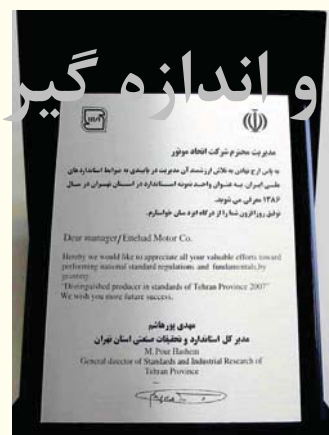 و اندازه گیر
مدیریت محترم شرکت اتحاد موتور
به پاس ارج نهادن به تلاش ارزشمند آن مدیریت در پایبندی به ضوابط استانداردهای
ملی ایران، به عنوان واحد نمونه استاندارد در استان تهران در سال
۱۳۸۶ معرفی می شوید.
توفیق روزافزون شما را از درگاه ایزد منان خواستارم.
Dear manager/Ettehad Motor Co.
Hereby we would like to appreciate all your valuable efforts toward
performing national standard regulations and fundamentals,by
granting
"Distinguished producer in standards of Tehran Province 2007"
We wish you more future success.
مهدی پورهاشم
مدیر کل استاندارد و تحقیقات صنعتی استان تهران
M. Pour Hashem
General director of Standards and Industrial Research of
Tehran Province